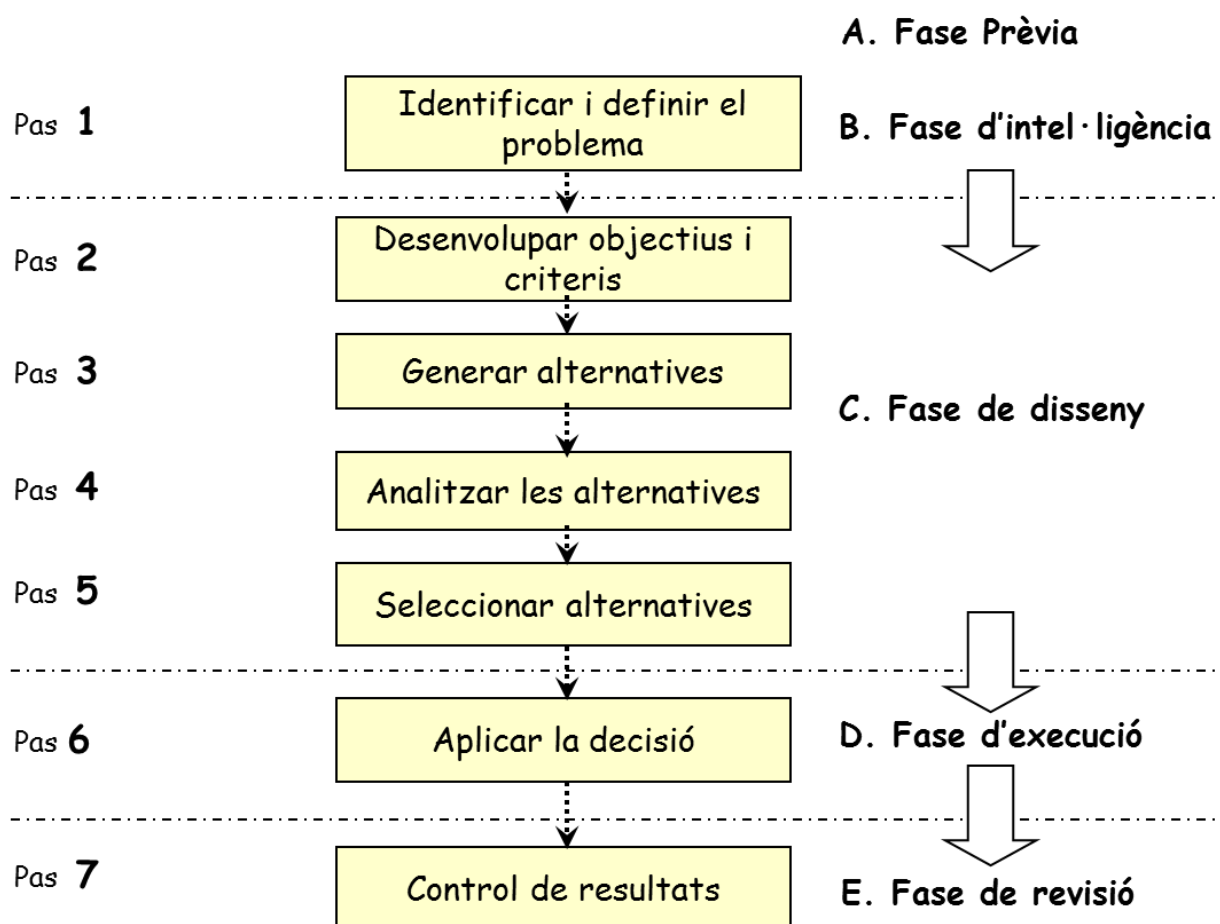 A. Fase Prèvia
Pas 1
Identificar i definir el
problema
B. Fase d'intel·ligència
Pas 2
Desenvolupar objectius i
criteris
Pas 3
Generar alternatives
C. Fase de disseny
Pas 4
Analitzar les alternatives
Pas 5
Seleccionar alternatives
Pas 6
Aplicar la decisió
D. Fase d'execució
Pas 7
Control de resultats
E. Fase de revisió